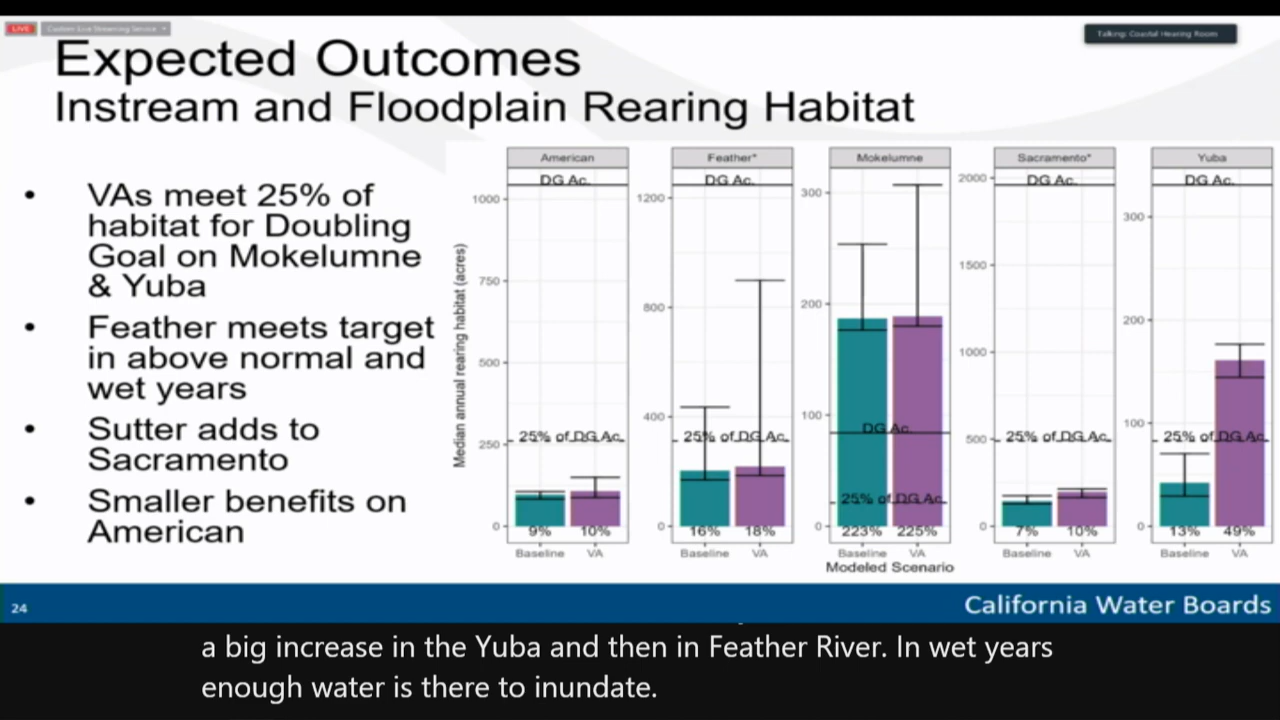 LIVE
Custom Live Streaming Service
Talking: Coastal Hearing Room
Expected Outcomes
Instream and Floodplain Rearing Habitat
• VAs meet 25% of
habitat for Doubling
Goal on Mokelumne
& Yuba
• Feather meets target
in above normal and
wet years
• Sutter adds to
Sacramento
• Smaller benefits on
American
Median annual rearing habitat (acres)
American
DG Ac.
1000
750
500
250
0
25% of DG Ac.
9% 10%
Baseline VA
Feather*
DG Ac.
1200
800
400
0
25% of DG Ac.
16% 18%
Baseline VA
Mokelumne
300
200
100
0
DG Ac.
25% of DG Ac.
223% 225%
Baseline VA
Sacramento*
DG Ac.
2000
1500
1000
500
0
25% of DG Ac.
7% 10%
Baseline VA
Yuba
DG Ac.
300
200
100
0
25% of DG Ac.
13% 49%
Baseline VA
Modeled Scenario
24
California Water Boards
a big increase in the Yuba and then in Feather River. In wet years
enough water is there to inundate.